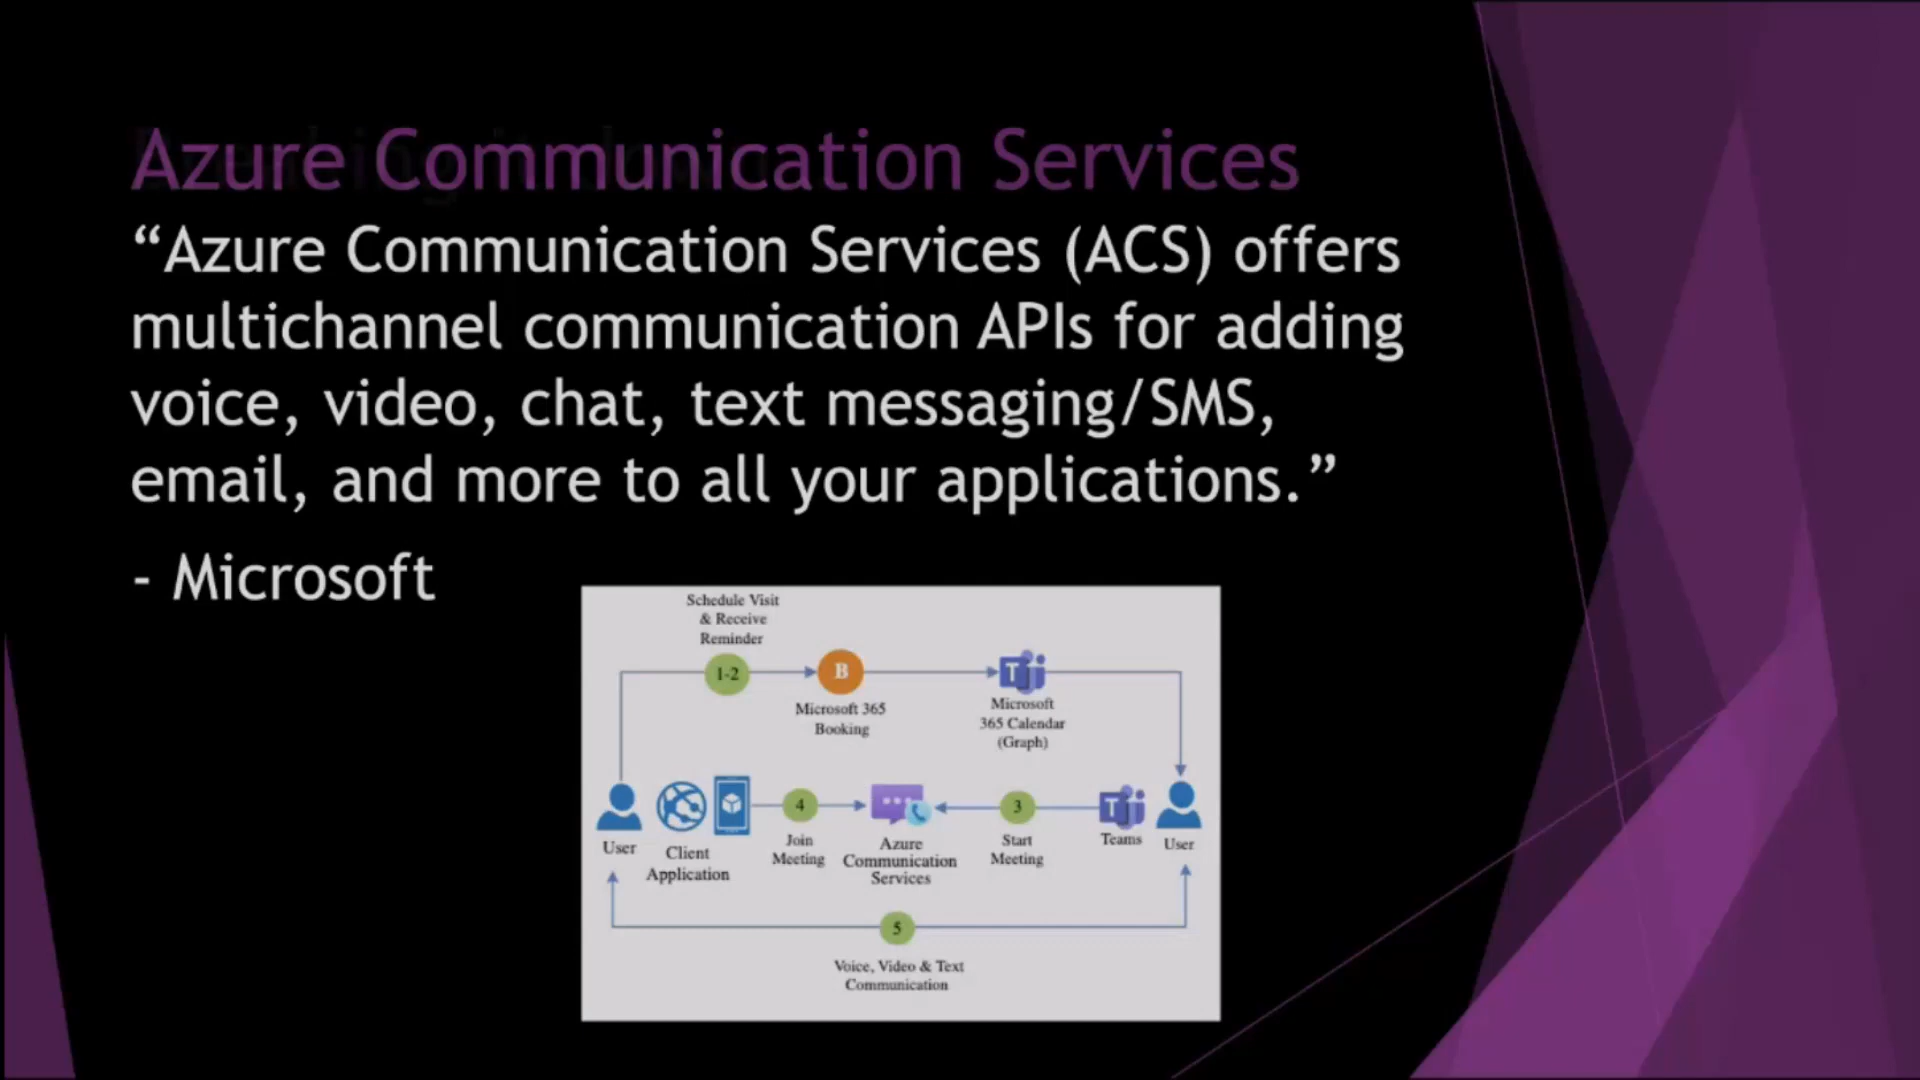 Azure Communication Services
“Azure Communication Services (ACS) offers
multichannel communication APIs for adding
voice, video, chat, text messaging/SMS,
email, and more to all your applications.”
- Microsoft
Schedule Visit
& Receive
Reminder
1-2
B
T
Microsoft 365
Booking
Microsoft
365 Calendar
(Graph)
4
3
T
User
Client
Application
Join
Meeting
Azure
Communication
Services
Start
Meeting
Teams
User
5
Voice, Video & Text
Communication